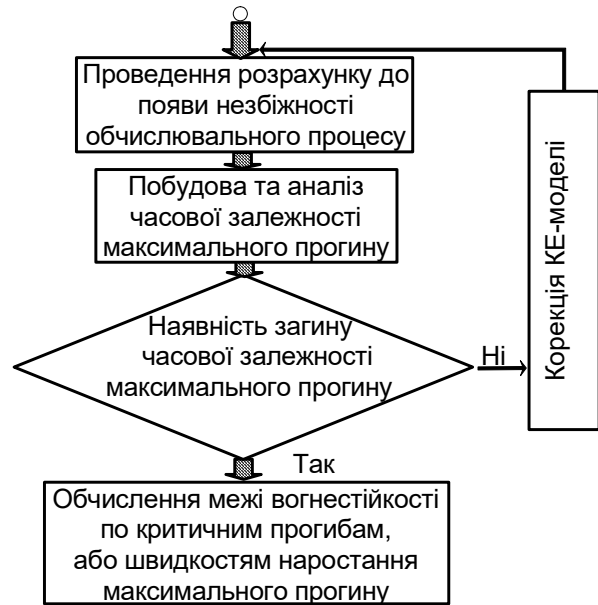 Проведення розрахунку до
появи незбіжності
обчислювального процесу
Побудова та аналіз
часової залежності
максимального прогину
Наявність загину
часової залежності
максимального прогину
Ні
Корекція КЕ-моделі
Так
Обчислення межі вогнестійкості
по критичним прогибам,
або швидкостям наростання
максимального прогину